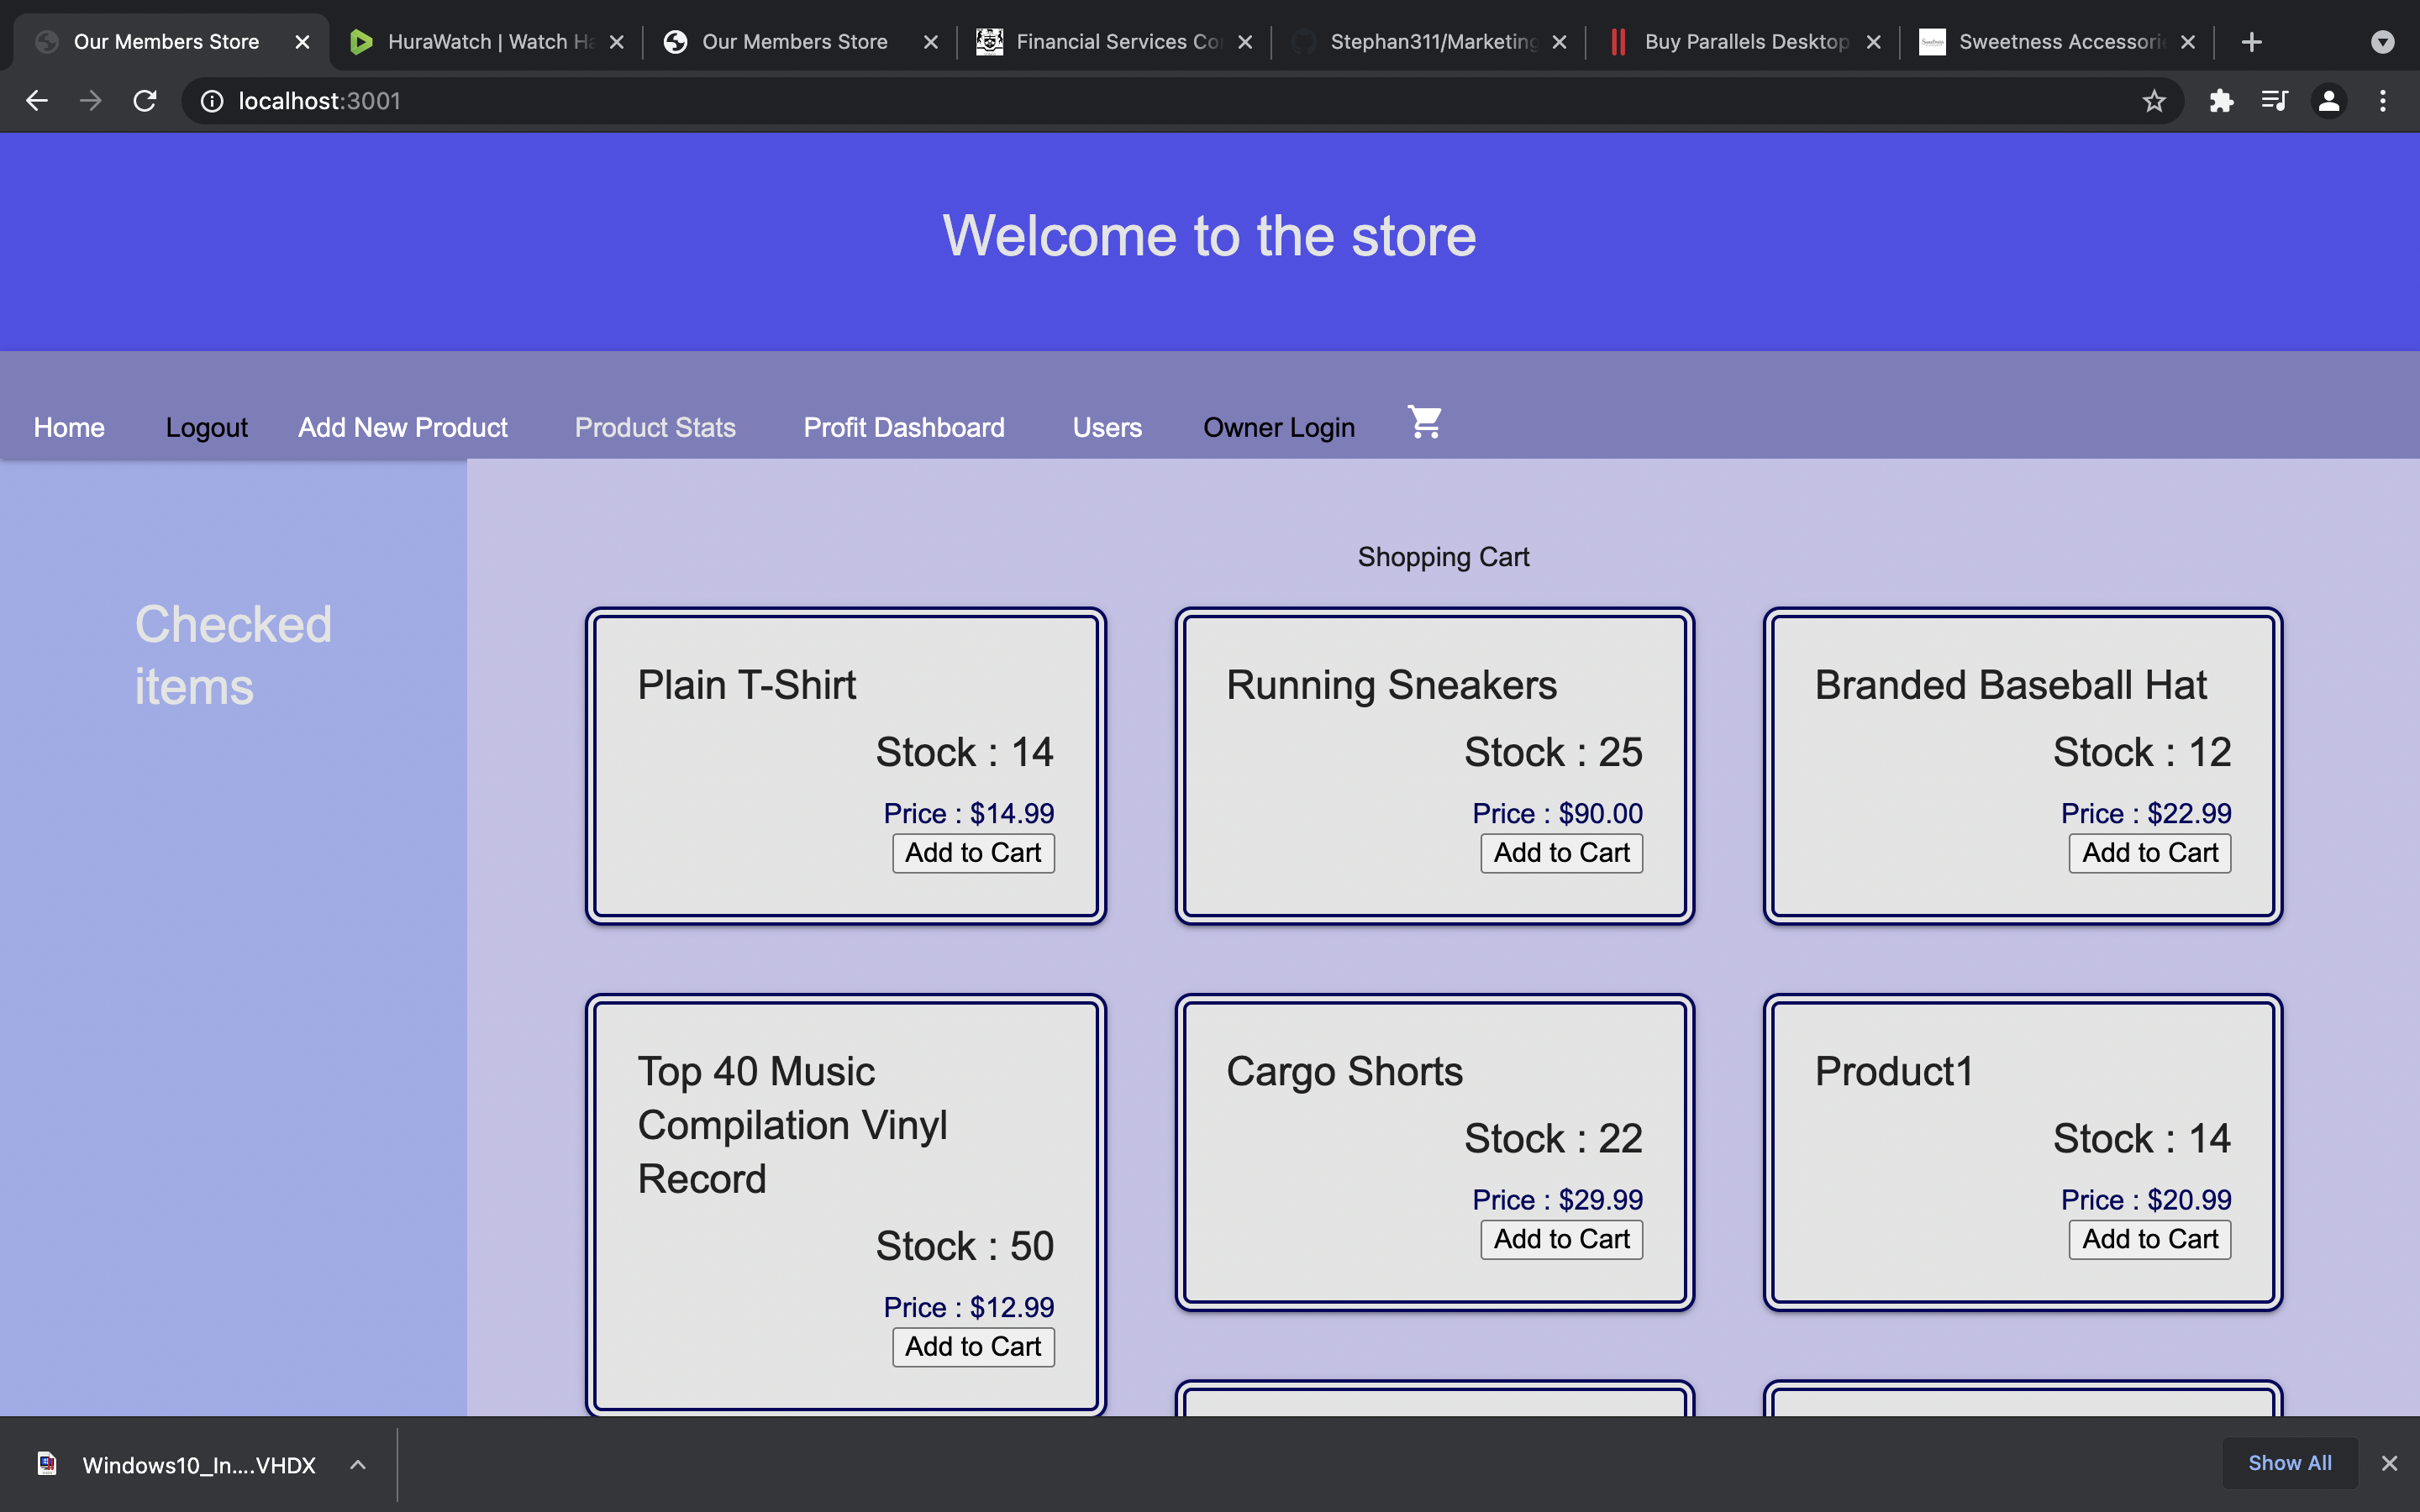 Our Members Store
HuraWatch | Watch Ha
Our Members Store
Financial Services Co
Stephan311/Marketing
Buy Parallels Desktop
Sweetness Accessori
localhost:3001
Welcome to the store
Home
Logout
Add New Product
Product Stats
Profit Dashboard
Users
Owner Login
Checked
items
Shopping Cart
Plain T-Shirt
Stock : 14
Price : $14.99
Add to Cart
Running Sneakers
Stock : 25
Price : $90.00
Add to Cart
Branded Baseball Hat
Stock : 12
Price : $22.99
Add to Cart
Top 40 Music
Compilation Vinyl
Record
Stock : 50
Price : $12.99
Add to Cart
Cargo Shorts
Stock : 22
Price : $29.99
Add to Cart
Product1
Stock : 14
Price : $20.99
Add to Cart
Windows10_In....VHDX
Show All